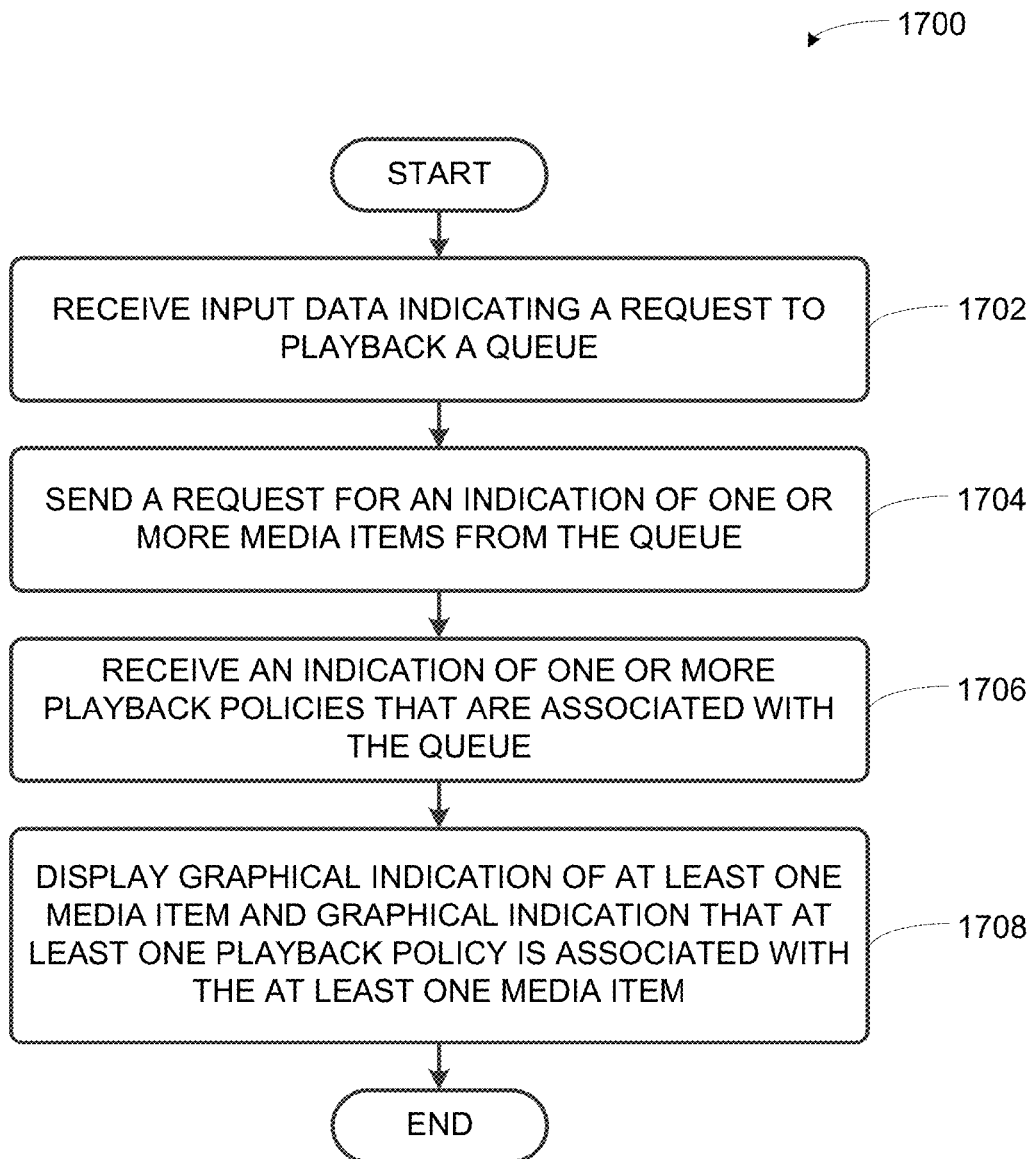 1700
START
RECEIVE INPUT DATA INDICATING A REQUEST TO
PLAYBACK A QUEUE
1702
SEND A REQUEST FOR AN INDICATION OF ONE OR
MORE MEDIA ITEMS FROM THE QUEUE
1704
RECEIVE AN INDICATION OF ONE OR MORE
PLAYBACK POLICIES THAT ARE ASSOCIATED WITH
THE QUEUE
1706
DISPLAY GRAPHICAL INDICATION OF AT LEAST ONE
MEDIA ITEM AND GRAPHICAL INDICATION THAT AT
LEAST ONE PLAYBACK POLICY IS ASSOCIATED WITH
THE AT LEAST ONE MEDIA ITEM
1708
END